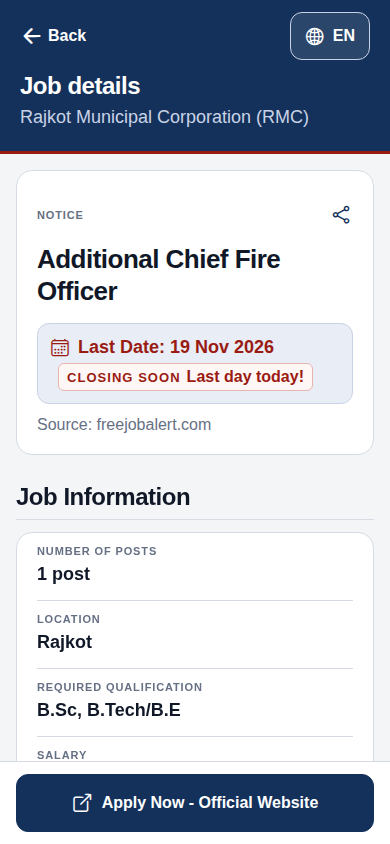 Back
EN
Job details
Rajkot Municipal Corporation (RMC)
NOTICE
Additional Chief Fire
Officer
Last Date: 19 Nov 2026
CLOSING SOON Last day today!
Source: freejobalert.com
Job Information
NUMBER OF POSTS
1 post
LOCATION
Rajkot
REQUIRED QUALIFICATION
B.Sc, B.Tech/B.E
SALARY
Apply Now - Official Website